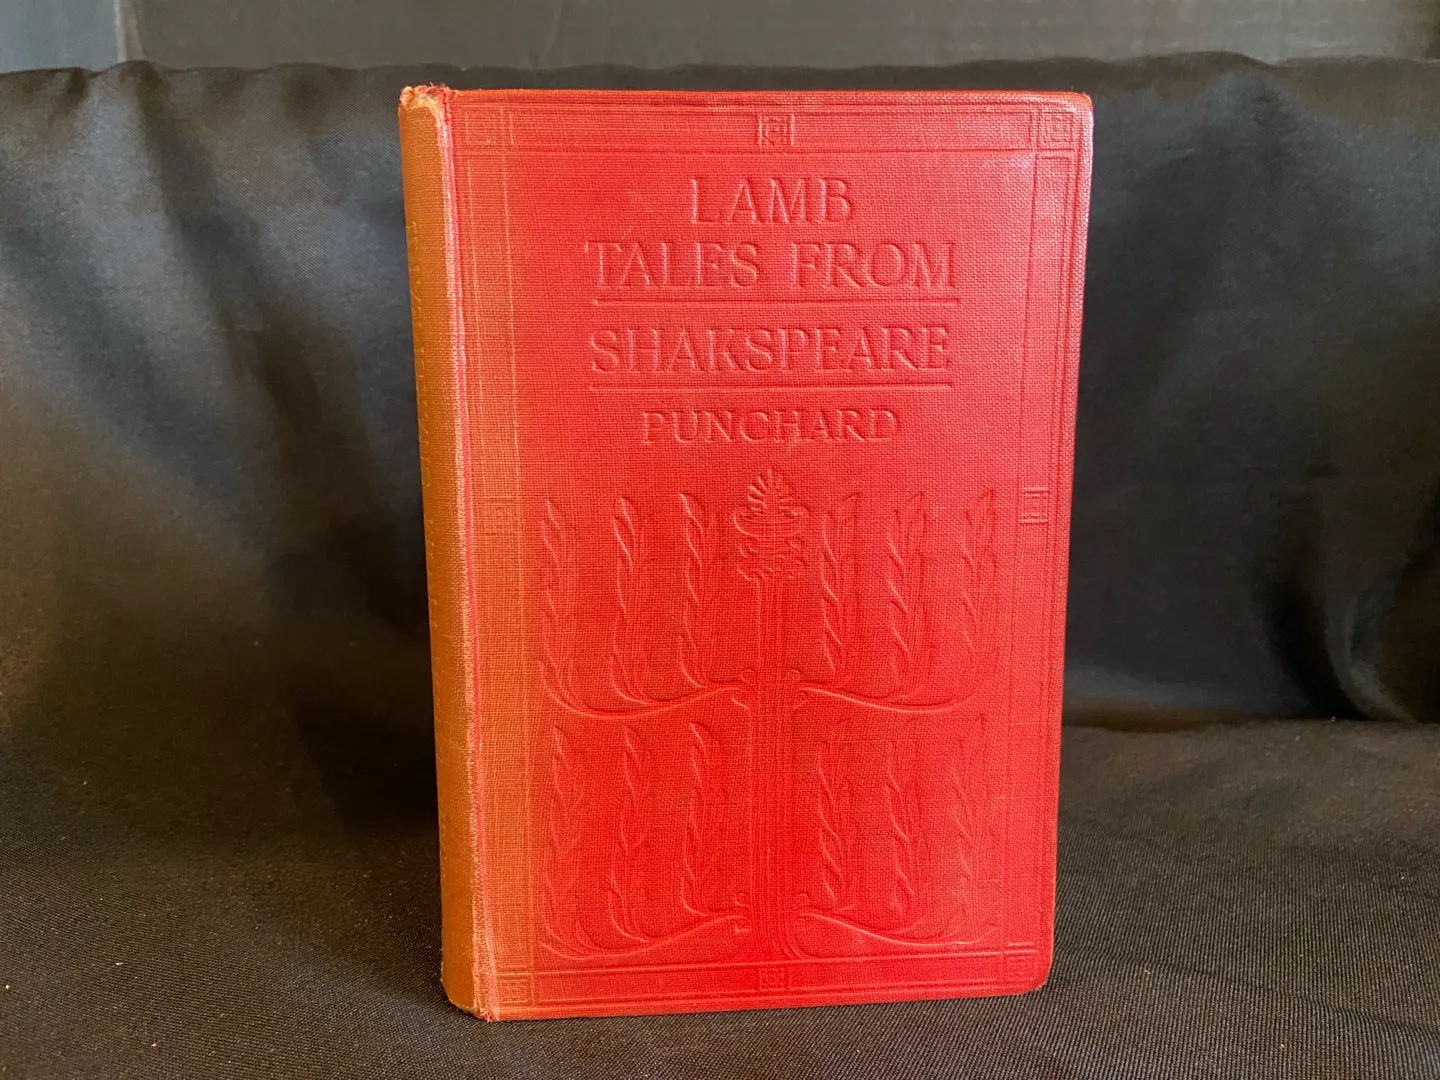 LAMB
TALES FROM
SHAKSPEARE
PUNCHARD